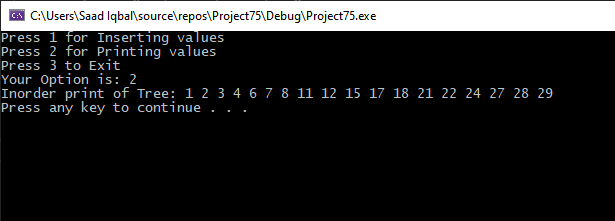 C:\Users\Saad Iqbal\source\repos\Project75\Debug\Project75.exe
Press 1 for Inserting values
Press 2 for Printing values
Press 3 to Exit
Your Option is: 2
Inorder print of Tree: 1 2 3 4 6 7 8 11 12 15 17 18 21 22 24 27 28 29
Press any key to continue . . .